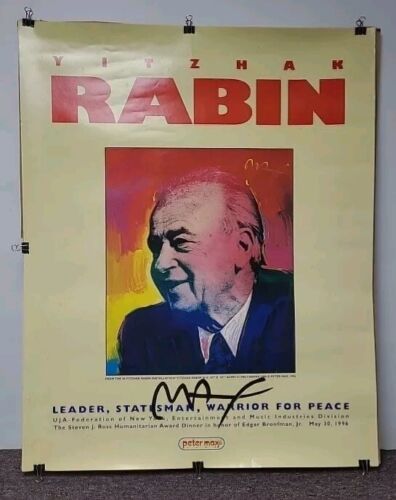 YITZHAK
RABIN
LEADER, STATESMAN, WARRIOR FOR PEACE
UJA-Federation of New York, Entertainment and Music Industries Division
The Steven J. Ross Humanitarian Award Dinner in honor of Edgar Bronfman, Jr. May 30, 1996
peter max